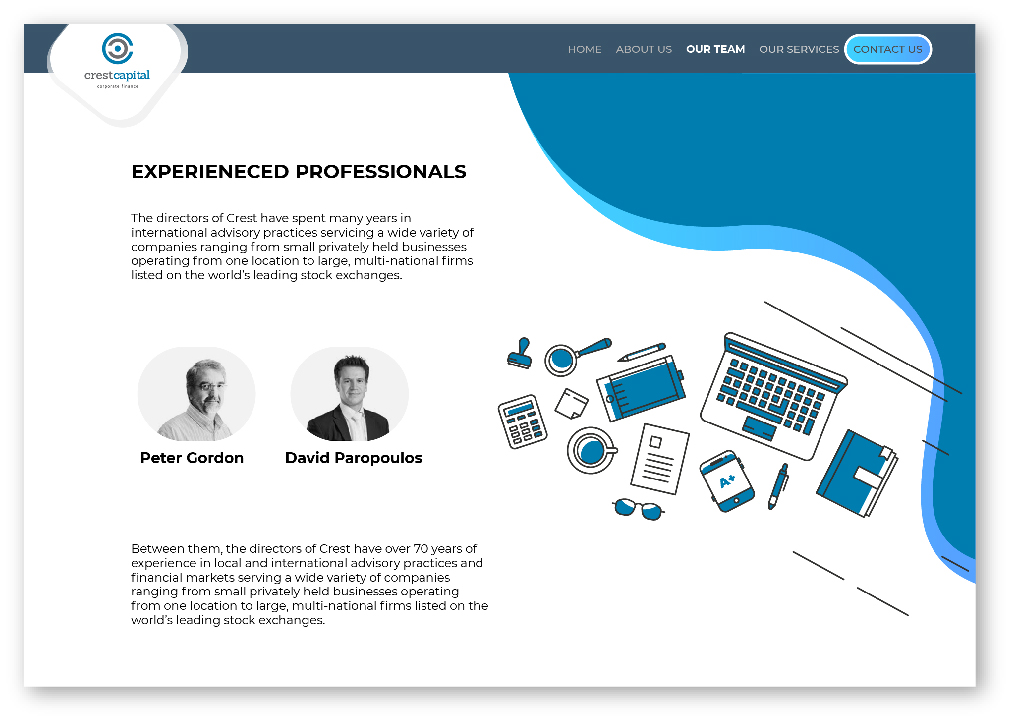 crestcapital
corporate finance
HOME ABOUT US OUR TEAM OUR SERVICES CONTACT US
EXPERIENECED PROFESSIONALS
The directors of Crest have spent many years in
international advisory practices servicing a wide variety of
companies ranging from small privately held businesses
operating from one location to large, multi-national firms
listed on the world's leading stock exchanges.
Peter Gordon
David Paropoulos
A+
Between them, the directors of Crest have over 70 years of
experience in local and international advisory practices and
financial markets serving a wide variety of companies
ranging from small privately held businesses operating
from one location to large, multi-national firms listed on the
world's leading stock exchanges.